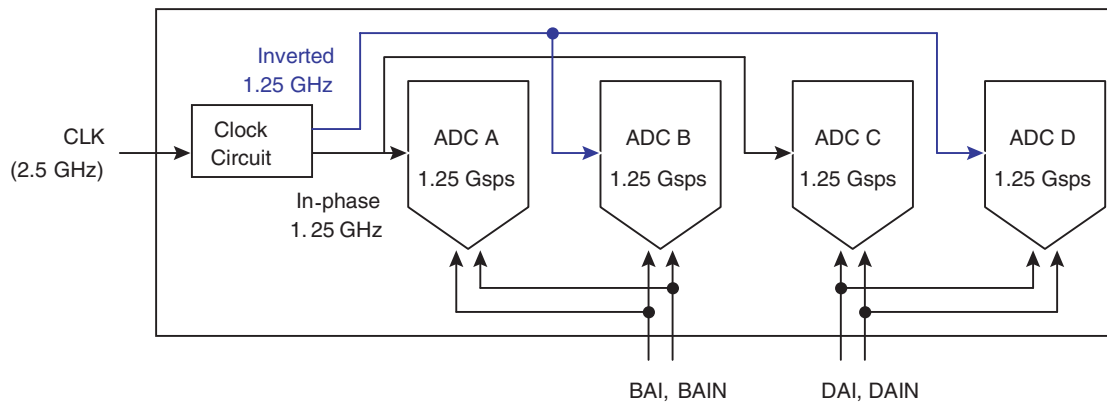 Inverted
1.25 GHz
CLK
(2.5 GHz)
Clock
Circuit
In-phase
1. 25 GHz
ADC A
1.25 Gsps
ADC B
1.25 Gsps
ADC C
1.25 Gsps
ADC D
1.25 Gsps
BAI, BAIN
DAI, DAIN